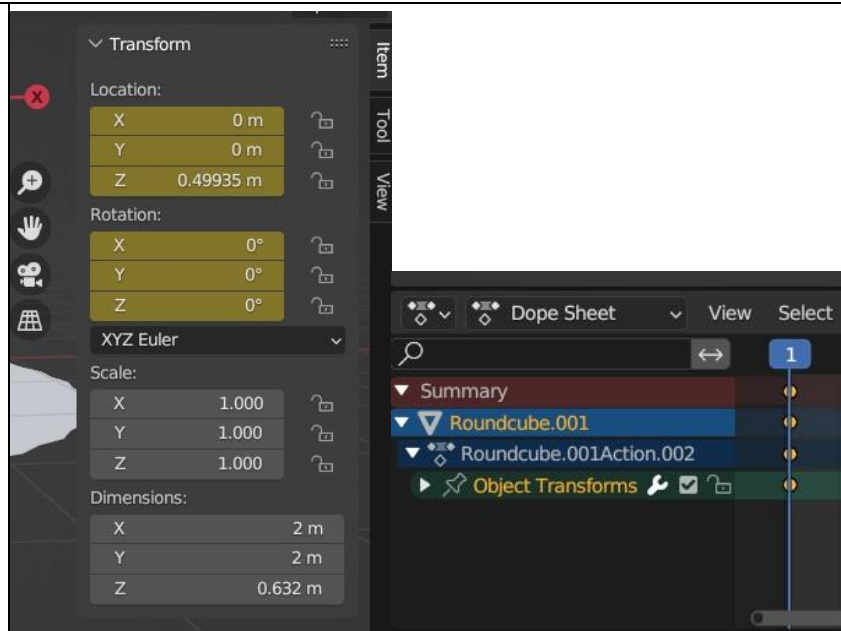 Transform
X
Location:
X 0 m
Y 0 m
Z 0.49935 m
Rotation:
X 0°
Y 0°
Z 0°
XYZ Euler
Scale:
X 1.000
Y 1.000
Z 1.000
Dimensions:
X 2 m
Y 2 m
Z 0.632 m
Item
Tool
View
Dope Sheet View Select
1
Summary
Roundcube.001
Roundcube.001Action.002
Object Transforms